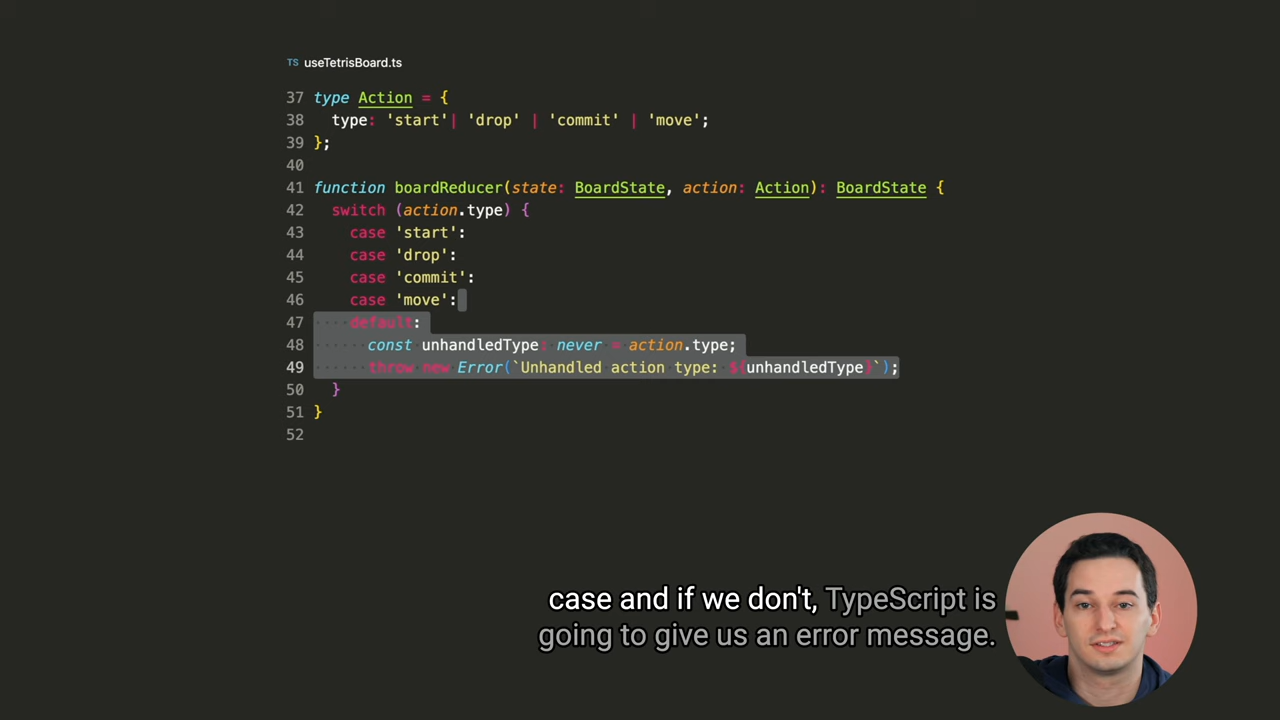 TS useTetrisBoard.ts
37 type Action = {
38 type: 'start'| 'drop' | 'commit' | 'move';
39 };
40
41 function boardReducer(state: BoardState, action: Action): BoardState {
42 switch (action.type) {
43 case 'start':
44 case 'drop':
45 case 'commit':
46 case 'move':
47 default:
48 const unhandledType: never = action.type;
49 throw new Error(`Unhandled action type: ${unhandledType}`);
50 }
51 }
52
case and if we don't, TypeScript is
going to give us an error message.